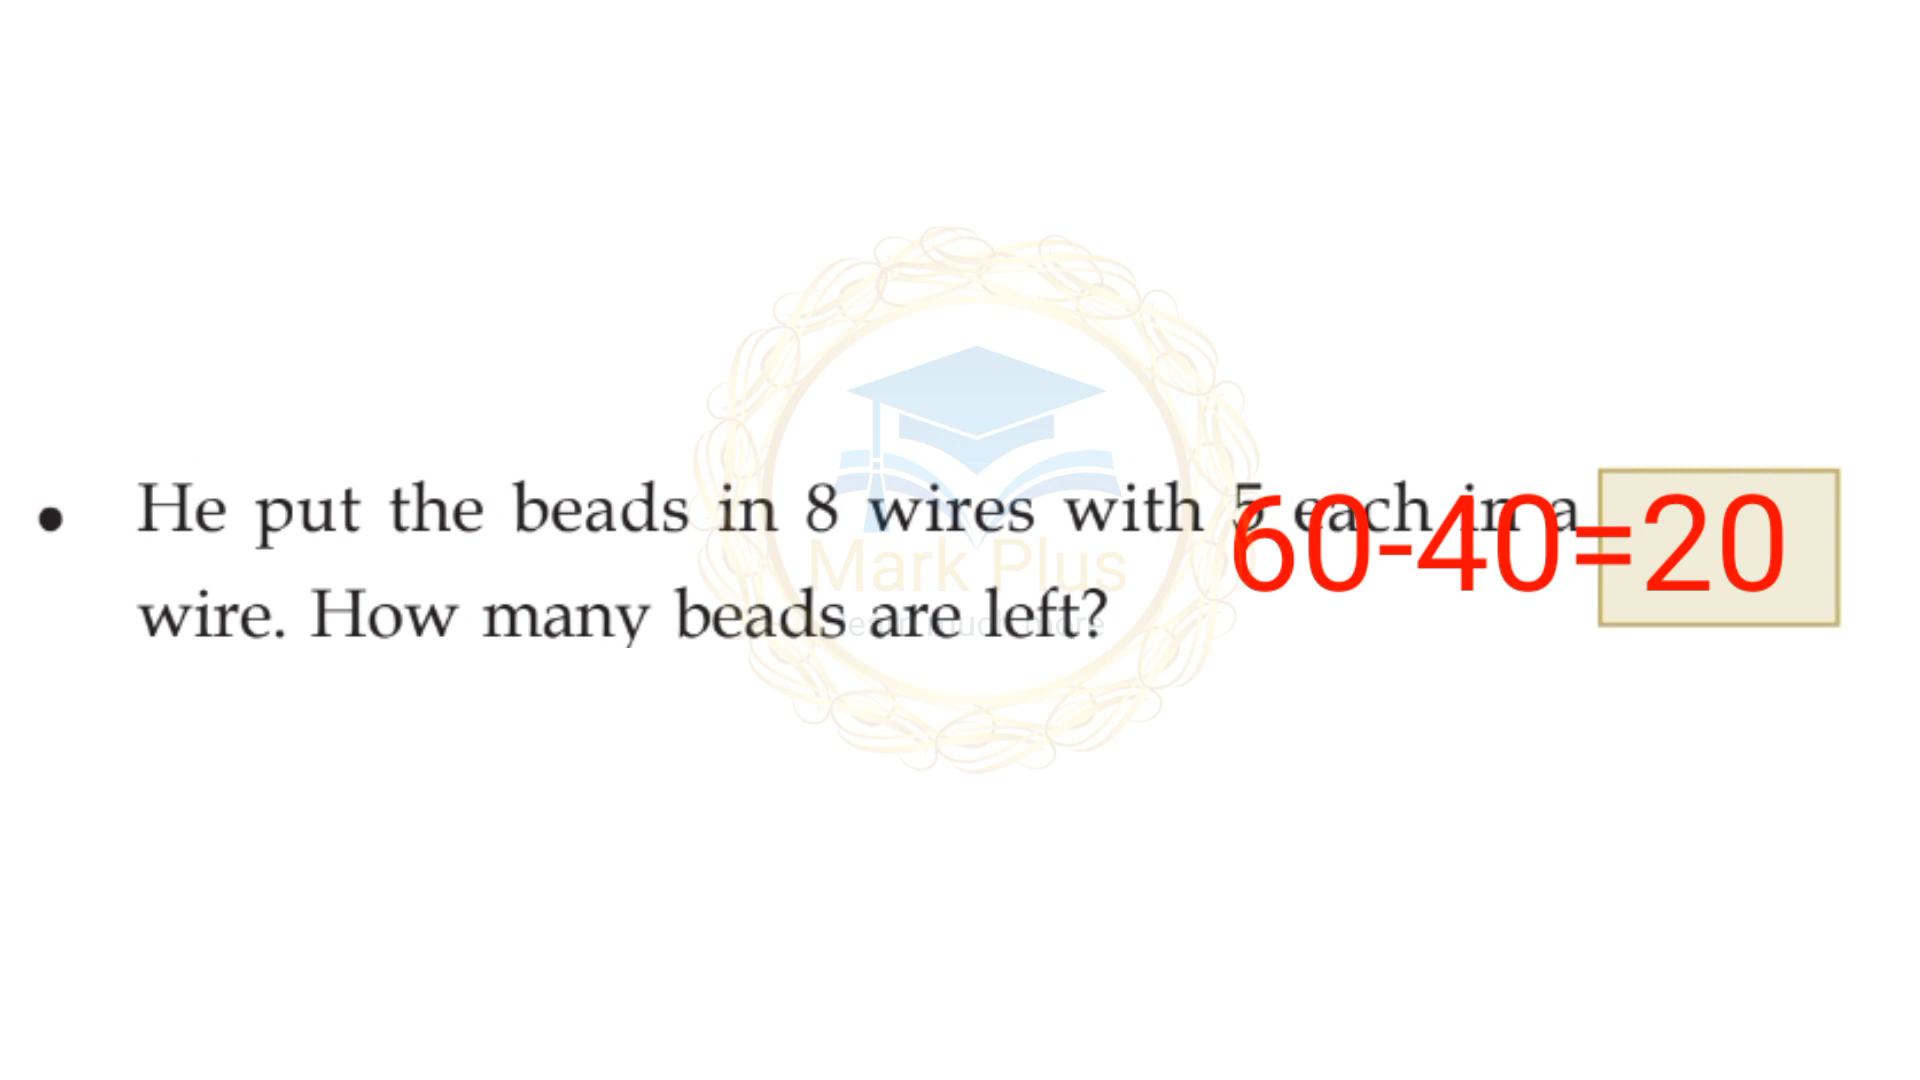 He put the beads in 8 wires with 5 each in a
60-40=20
wire. How many beads are left?
Mark Plus